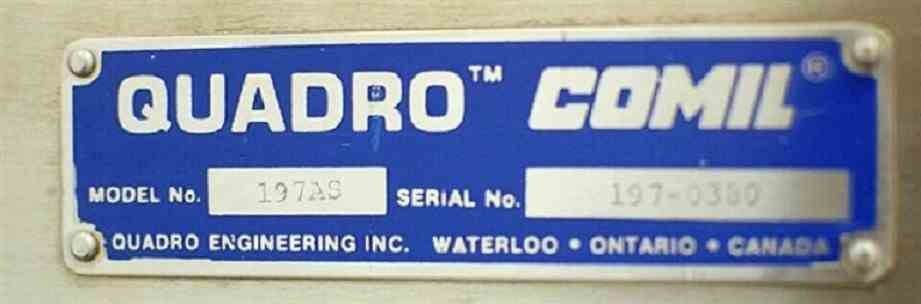 QUADRO™ COMIL®
MODEL No. 197AS SERIAL No. 197-0380
QUADRO ENGINEERING INC. WATERLOO • ONTARIO • CANADA